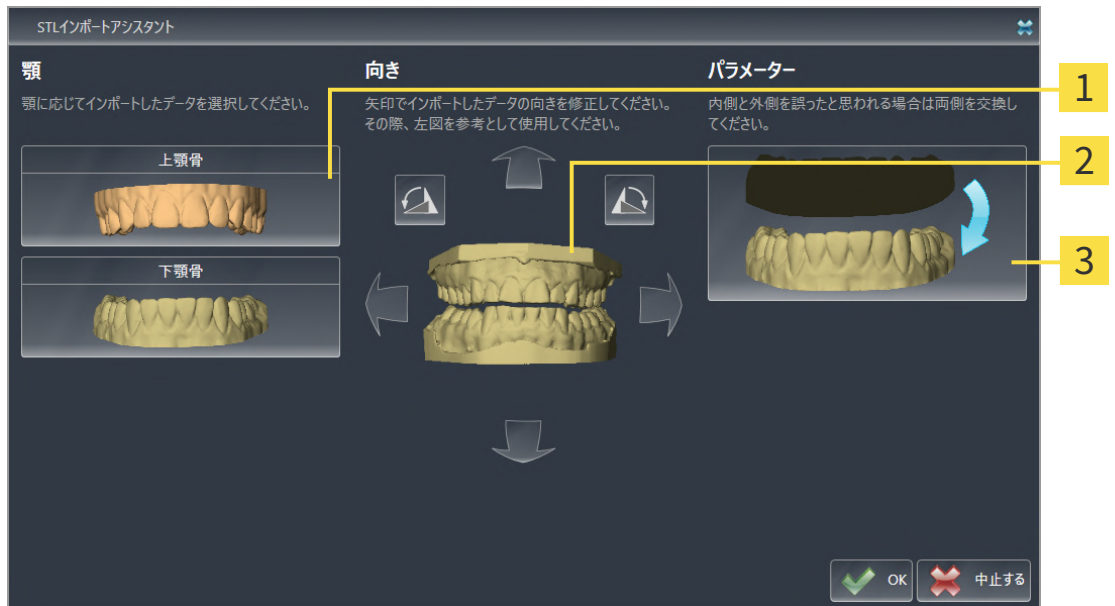 STLインポートアシスタント
顎
顎に応じてインポートしたデータを選択してください。
上顎骨
下顎骨
向き
矢印でインポートしたデータの向きを修正してください。
その際、左図を参考として使用してください。
パラメーター
内側と外側を誤ったと思われる場合は両側を交換し
てください。
1
2
3
OK
中止する